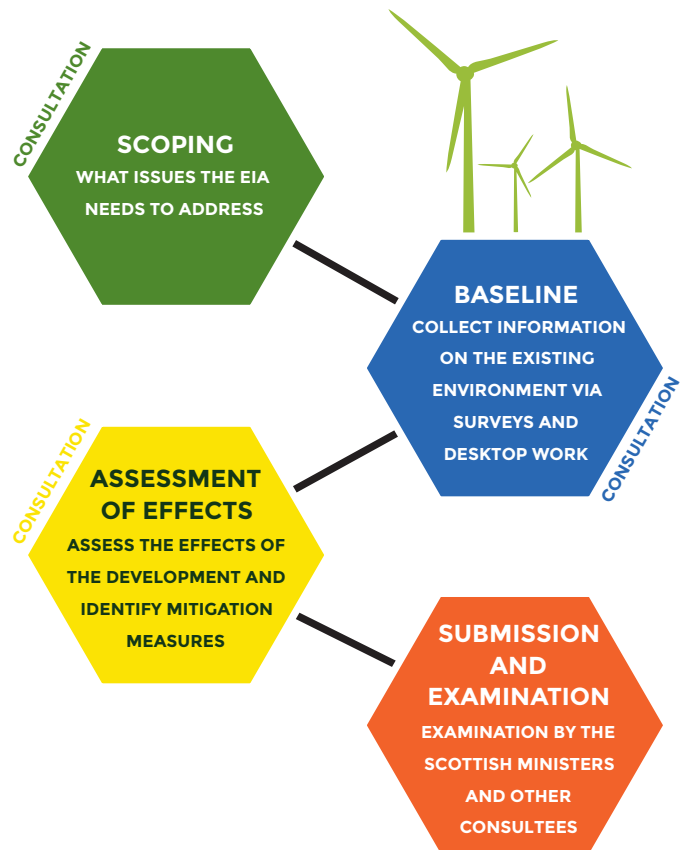 CONSULTATION
SCOPING
WHAT ISSUES THE EIA
NEEDS TO ADDRESS
BASELINE
COLLECT INFORMATION
ON THE EXISTING
ENVIRONMENT VIA
SURVEYS AND
DESKTOP WORK
CONSULTATION
CONSULTATION
ASSESSMENT
OF EFFECTS
ASSESS THE EFFECTS OF
THE DEVELOPMENT AND
IDENTIFY MITIGATION
MEASURES
SUBMISSION
AND
EXAMINATION
EXAMINATION BY THE
SCOTTISH MINISTERS
AND OTHER
CONSULTEES